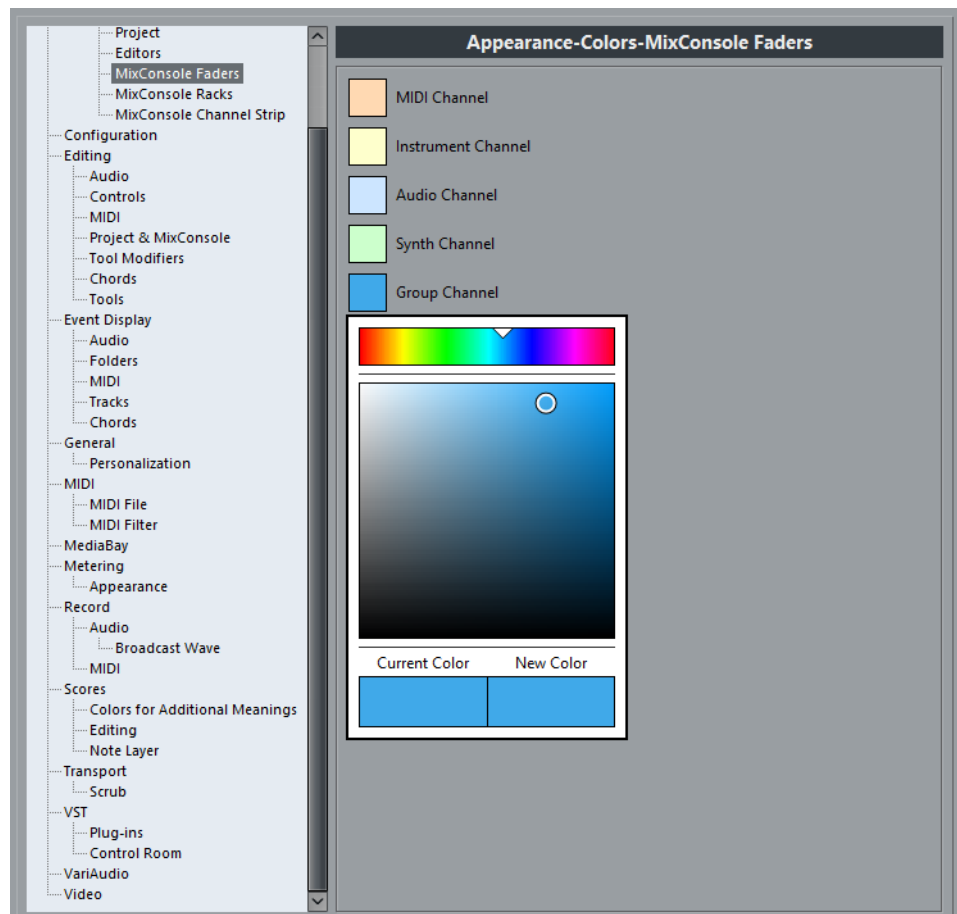 Project
Editors
MixConsole Faders
MixConsole Racks
MixConsole Channel Strip
Configuration
Editing
Audio
Controls
MIDI
Project & MixConsole
Tool Modifiers
Chords
Tools
Event Display
Audio
Folders
MIDI
Tracks
Chords
General
Personalization
MIDI
MIDI File
MIDI Filter
MediaBay
Metering
Appearance
Record
Audio
Broadcast Wave
MIDI
Scores
Colors for Additional Meanings
Editing
Note Layer
Transport
Scrub
VST
Plug-ins
Control Room
VariAudio
Video
Appearance-Colors-MixConsole Faders
MIDI Channel
Instrument Channel
Audio Channel
Synth Channel
Group Channel
Current Color New Color